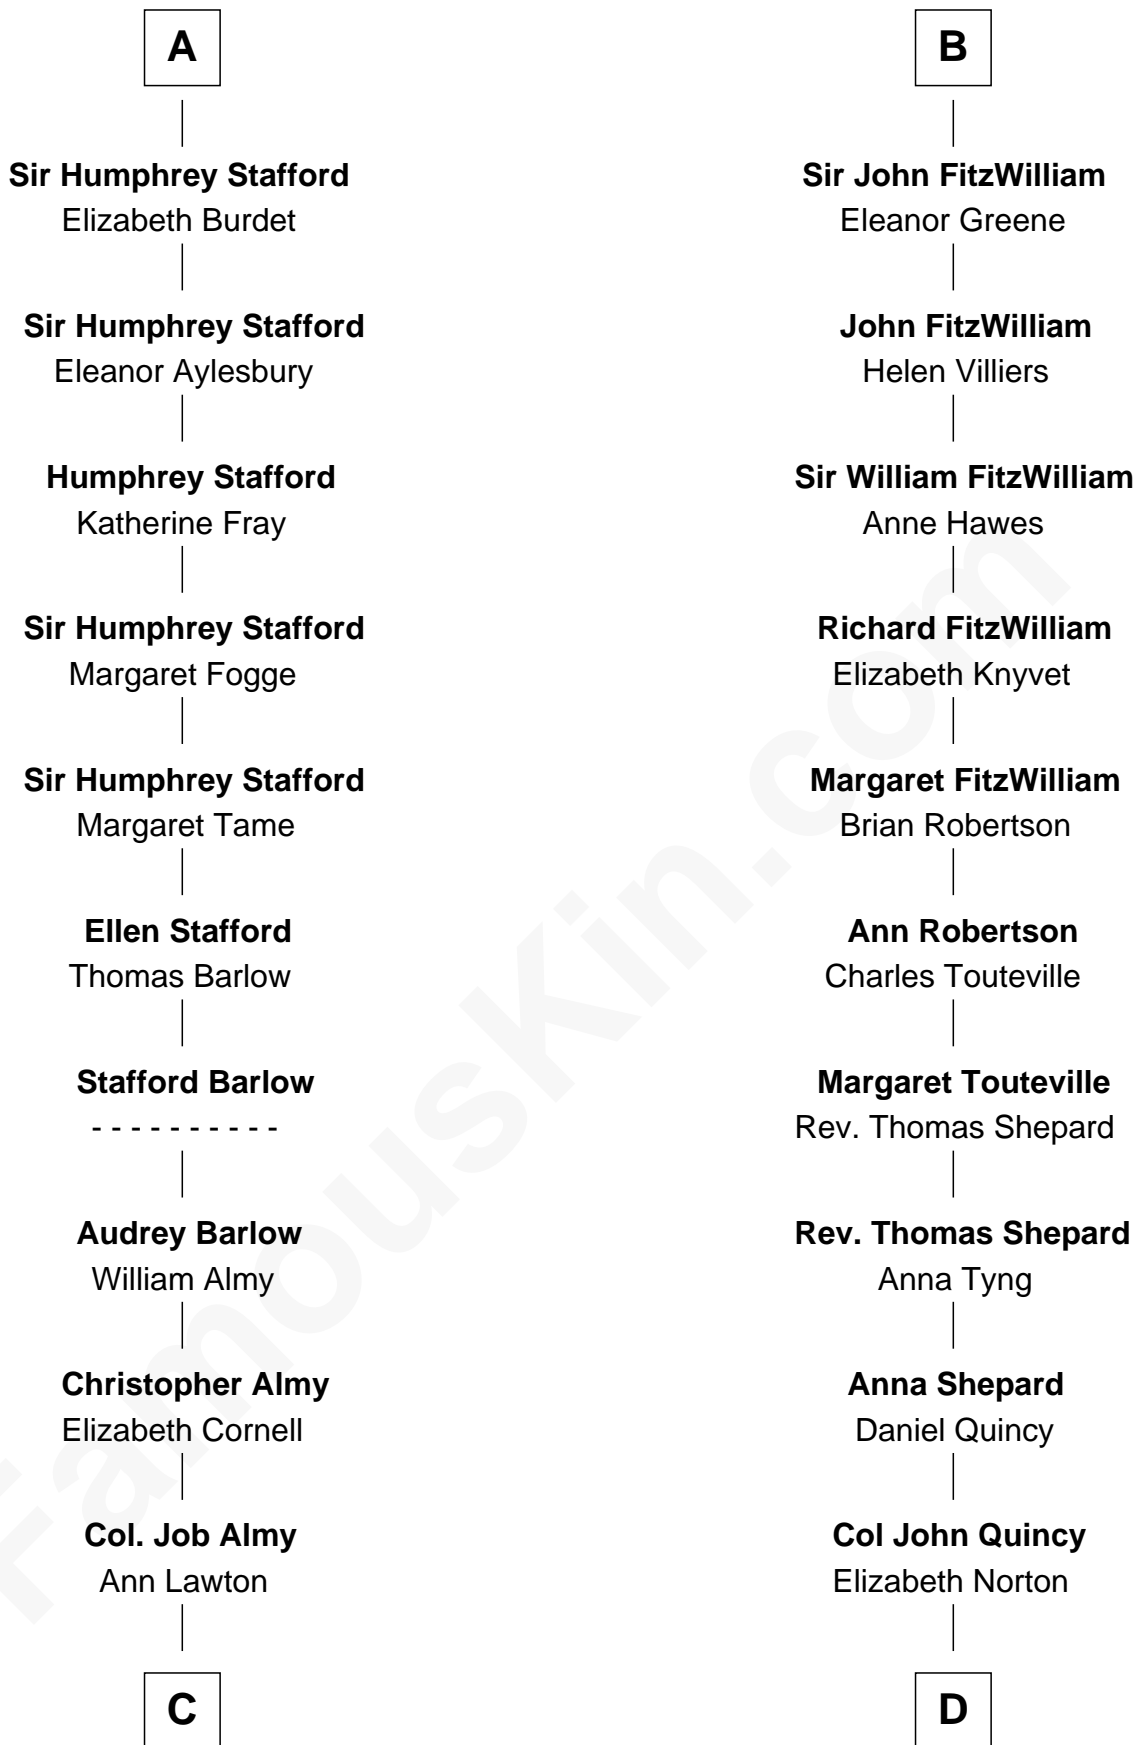 A
Sir Humphrey Stafford
Elizabeth Burdet
Sir Humphrey Stafford
Eleanor Aylesbury
Humphrey Stafford
Katherine Fray
Sir Humphrey Stafford
Margaret Fogge
Sir Humphrey Stafford
Margaret Tame
Ellen Stafford
Thomas Barlow
Stafford Barlow
- - - - - - - - - -
Audrey Barlow
William Almy
Christopher Almy
Elizabeth Cornell
Col. Job Almy
Ann Lawton
C
B
Sir John FitzWilliam
Eleanor Greene
John FitzWilliam
Helen Villiers
Sir William FitzWilliam
Anne Hawes
Richard FitzWilliam
Elizabeth Knyvet
Margaret FitzWilliam
Brian Robertson
Ann Robertson
Charles Touteville
Margaret Touteville
Rev. Thomas Shepard
Rev. Thomas Shepard
Anna Tyng
Anna Shepard
Daniel Quincy
Col John Quincy
Elizabeth Norton
D
FamousKin.com